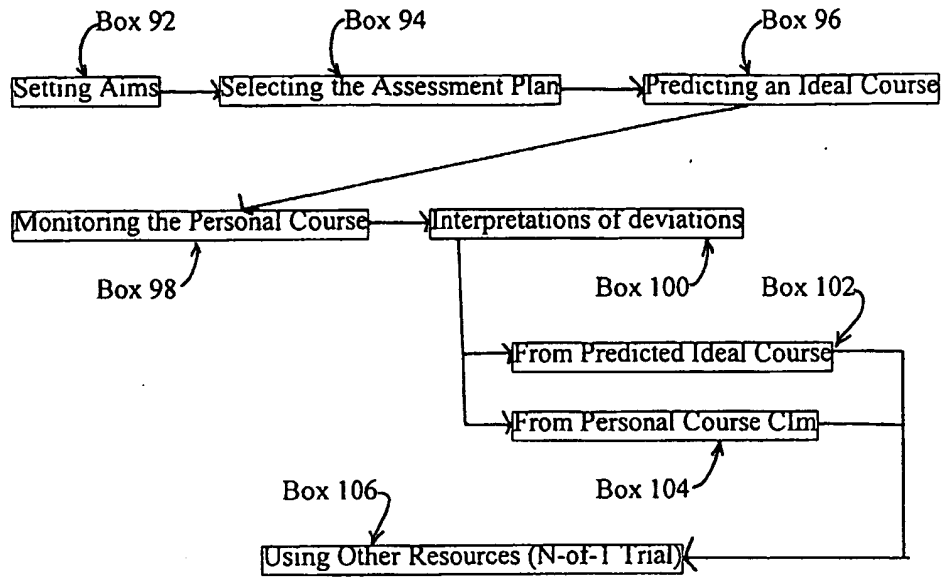 Box 92
Box 94
Box 96
Setting Aims
Selecting the Assessment Plan
Predicting an Ideal Course
Monitoring the Personal Course
Interpretations of deviations
Box 98
Box 100
Box 102
From Predicted Ideal Course
From Personal Course CIm
Box 106
Box 104
Using Other Resources (N-of-1 Trial)